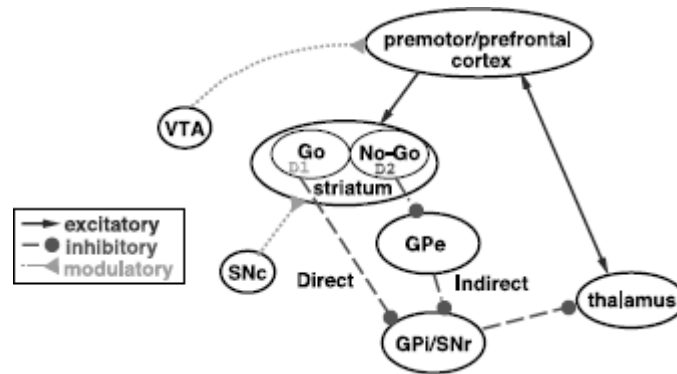 premotor/prefrontal
cortex
VTA
Go
No-Go
D1
D2
striatum
excitatory
inhibitory
modulatory
SNc
GPe
Direct
Indirect
thalamus
GPi/SNr